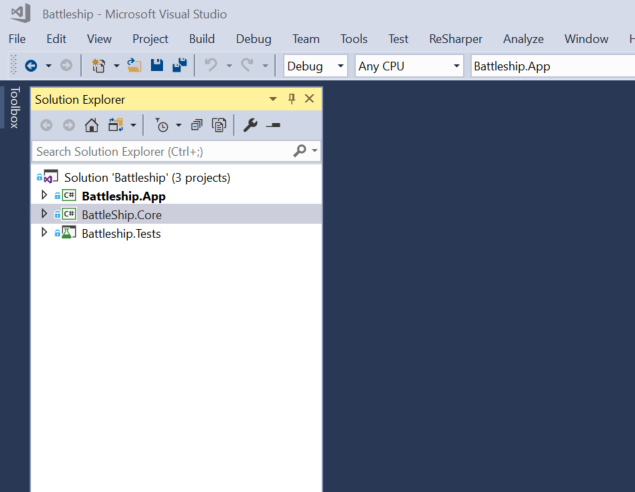 Battleship - Microsoft Visual Studio
File Edit View Project Build Debug Team Tools Test ReSharper Analyze Window H
Debug Any CPU Battleship.App
Toolbox
Solution Explorer
Search Solution Explorer (Ctrl+;)
Solution 'Battleship' (3 projects)
C# Battleship.App
C# BattleShip.Core
Battleship.Tests